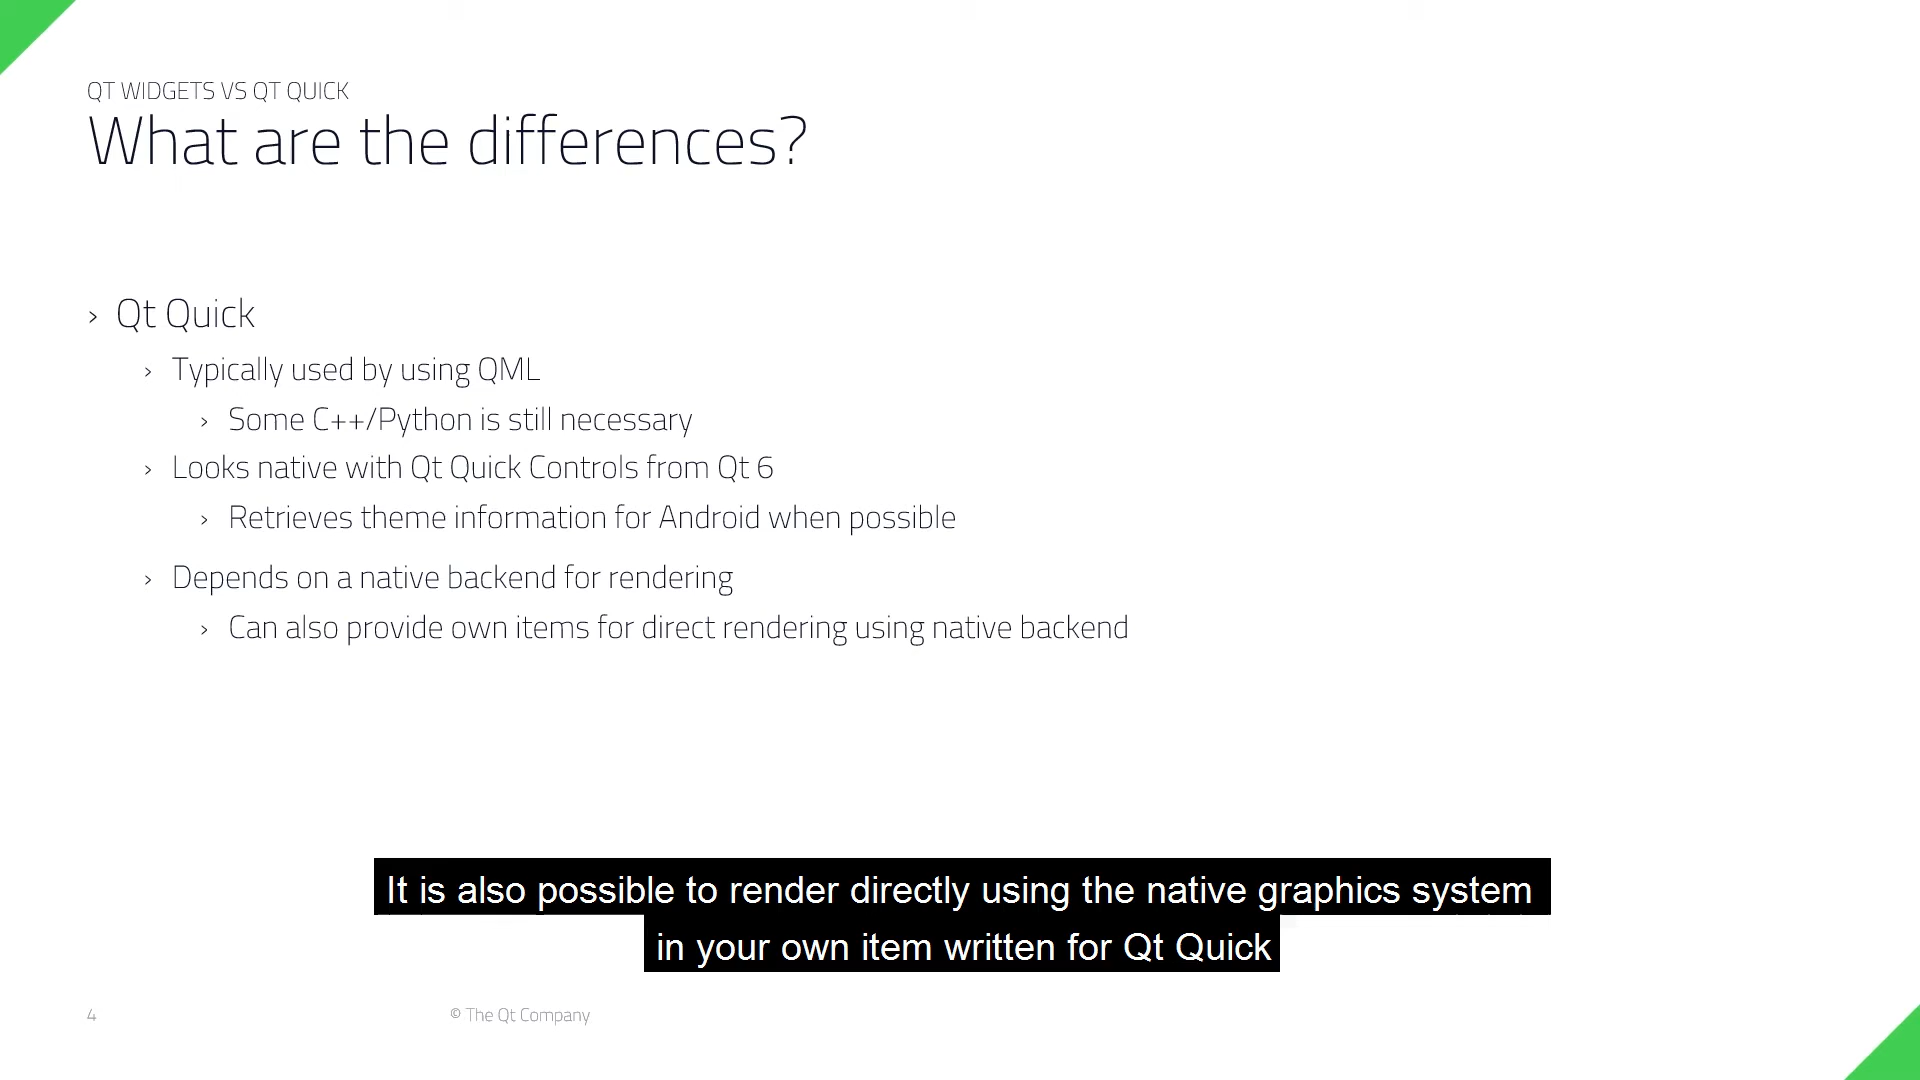 QT WIDGETS VS QT QUICK
What are the differences?
› Qt Quick
› Typically used by using QML
› Some C++/Python is still necessary
› Looks native with Qt Quick Controls from Qt 6
› Retrieves theme information for Android when possible
› Depends on a native backend for rendering
› Can also provide own items for direct rendering using native backend
It is also possible to render directly using the native graphics system
in your own item written for Qt Quick
4
© The Qt Company